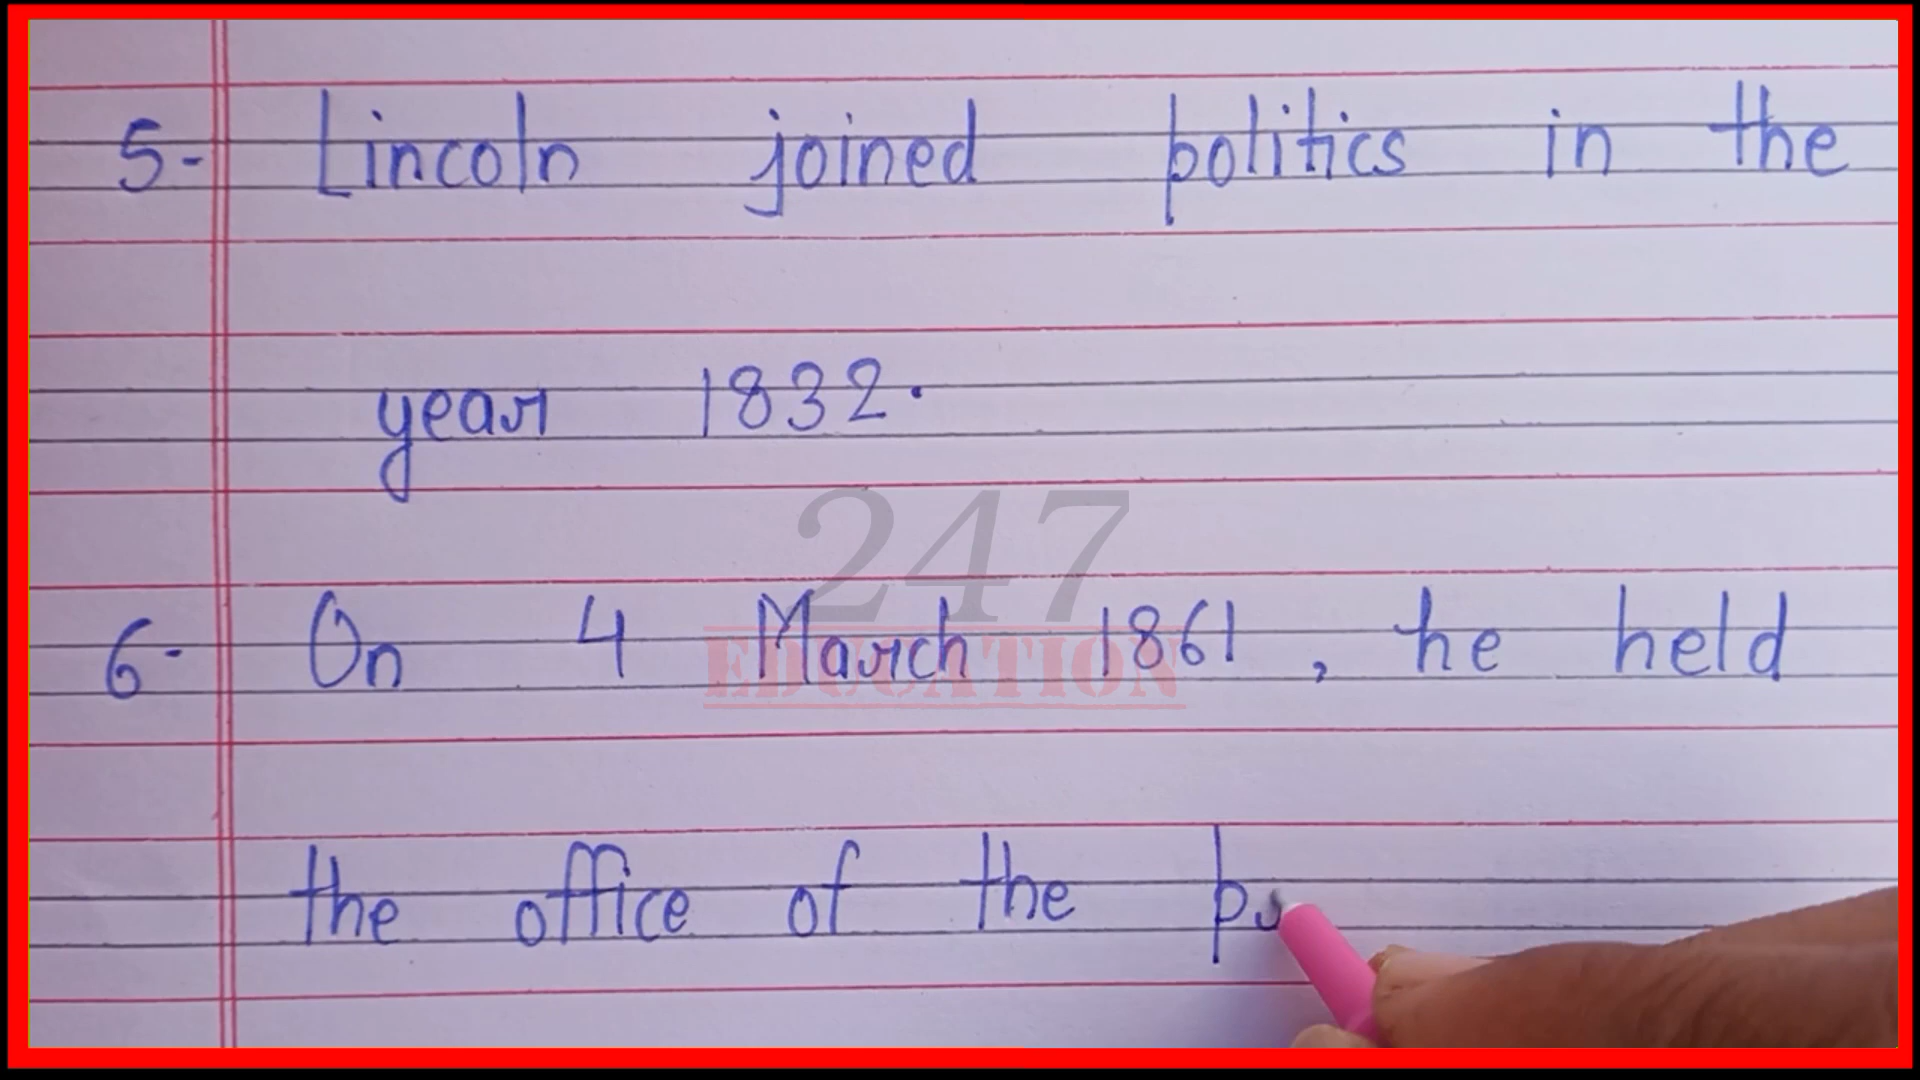 5- Lincoln joined politics in the
year 1832.
247
EDUCATION
6- On 4 March 1861, he held
the office of the